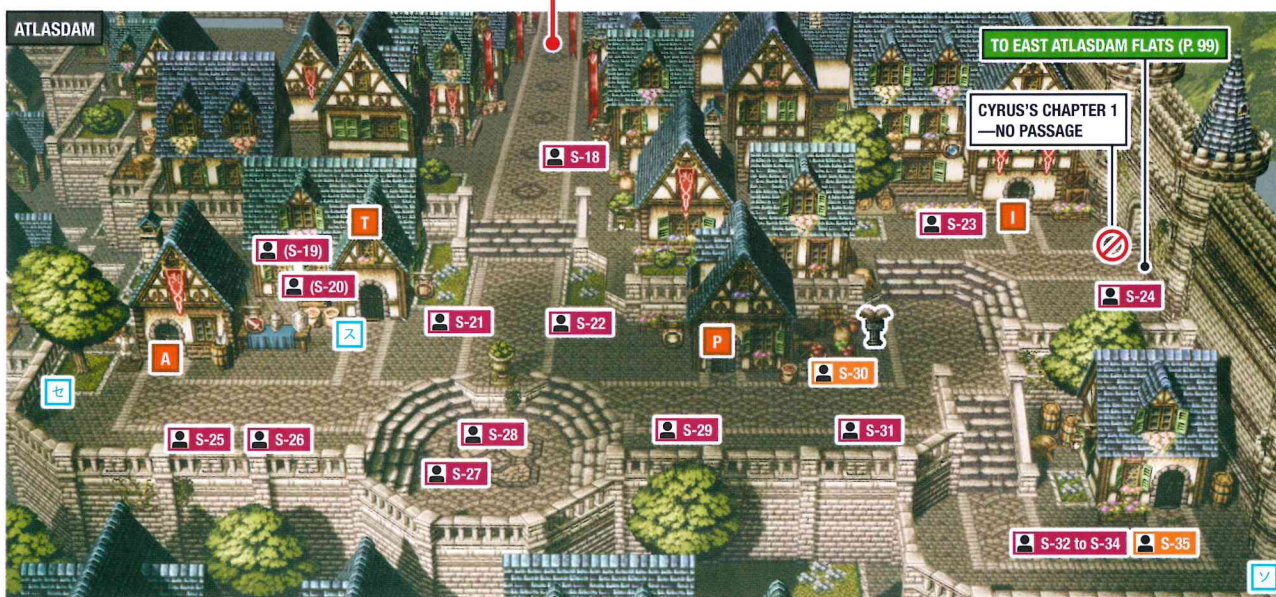 ATLASDAM
TO EAST ATLASDAM FLATS (P. 99)
CYRUS'S CHAPTER 1
—NO PASSAGE
S-18
T
S-23
I
(S-19)
(S-20)
S-24
S-21
S-22
ス
P
A
S-30
セ
S-25
S-26
S-28
S-29
S-31
S-27
S-32 to S-34
S-35
ソ